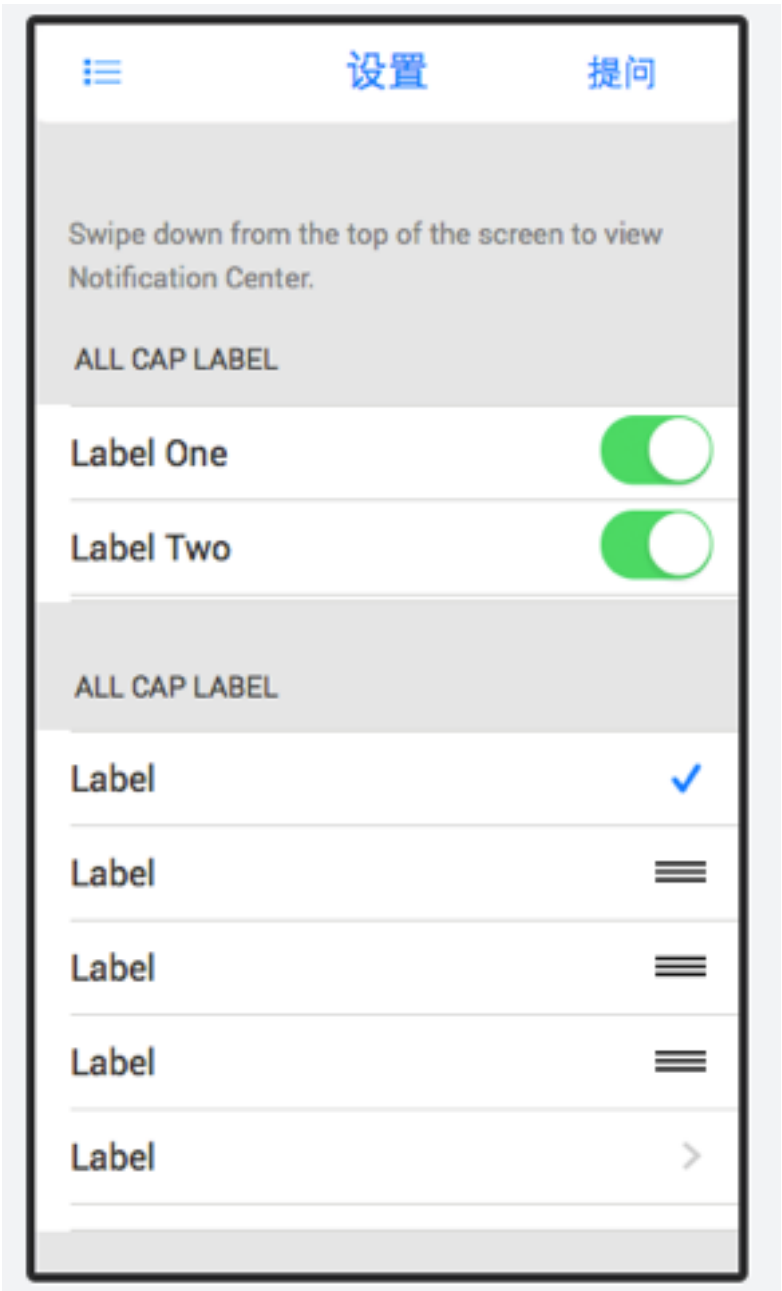 设置
提问
Swipe down from the top of the screen to view
Notification Center.
ALL CAP LABEL
Label One
Label Two
ALL CAP LABEL
Label
Label
Label
Label
Label